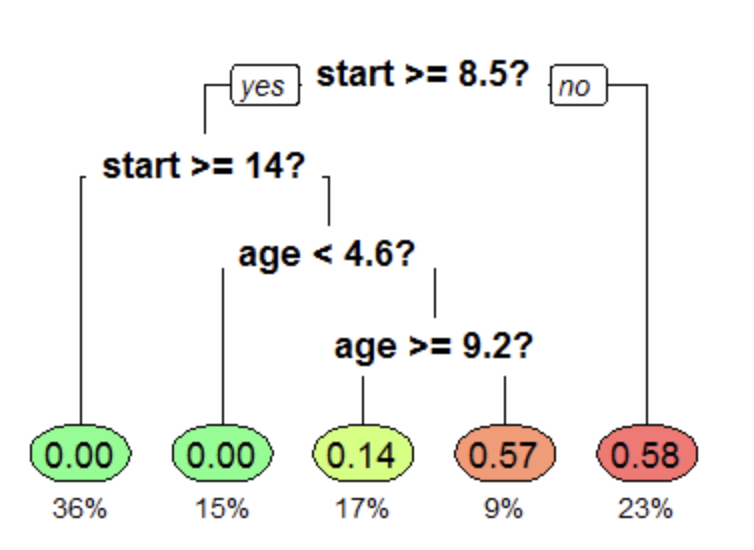 yes start >= 8.5? no
start >= 14?
age < 4.6?
age >= 9.2?
0.00 0.00 0.14 0.57 0.58
36% 15% 17% 9% 23%